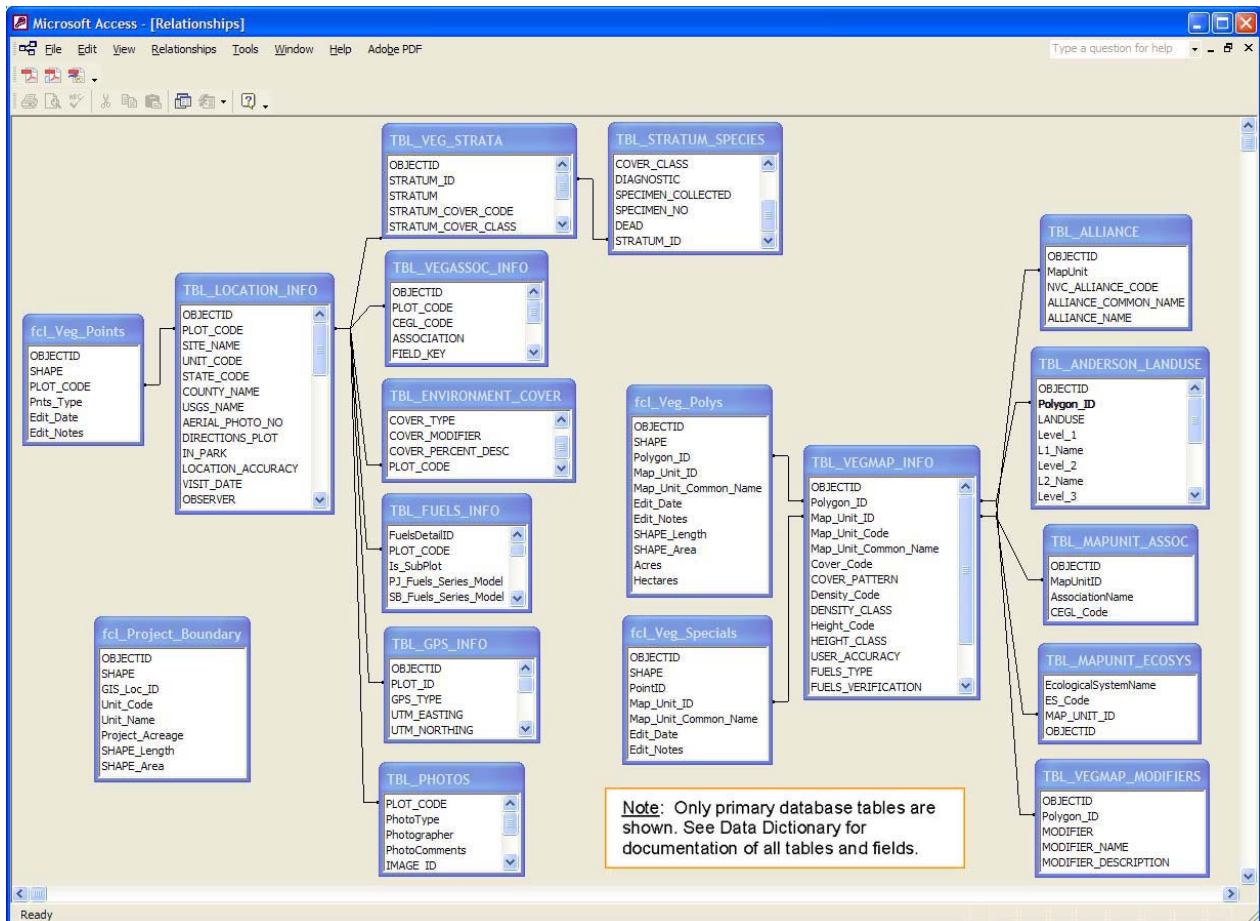 Microsoft Access - [Relationships]
File Edit View Relationships Tools Window Help Adobe PDF
Type a question for help
fcl_Veg_Points
OBJECTID
SHAPE
PLOT_CODE
Pnts_Type
Edit_Date
Edit_Notes
TBL_LOCATION_INFO
OBJECTID
PLOT_CODE
SITE_NAME
UNIT_CODE
STATE_CODE
COUNTY_NAME
USGS_NAME
AERIAL_PHOTO_NO
DIRECTIONS_PLOT
IN_PARK
LOCATION_ACCURACY
VISIT_DATE
OBSERVER
fcl_Project_Boundary
OBJECTID
SHAPE
GIS_Loc_ID
Unit_Code
Unit_Name
Project_Acreage
SHAPE_Length
SHAPE_Area
TBL_VEG_STRATA
OBJECTID
STRATUM_ID
STRATUM
STRATUM_COVER_CODE
STRATUM_COVER_CLASS
TBL_STRATUM_SPECIES
COVER_CLASS
DIAGNOSTIC
SPECIMEN_COLLECTED
SPECIMEN_NO
DEAD
STRATUM_ID
TBL_VEGASSOC_INFO
OBJECTID
PLOT_CODE
CEGL_CODE
ASSOCIATION
FIELD_KEY
TBL_ENVIRONMENT_COVER
COVER_TYPE
COVER_MODIFIER
COVER_PERCENT_DESC
PLOT_CODE
TBL_FUELS_INFO
FuelsDetailID
PLOT_CODE
Is_SubPlot
PJ_Fuels_Series_Model
SB_Fuels_Series_Model
TBL_GPS_INFO
OBJECTID
PLOT_ID
GPS_TYPE
UTM_EASTING
UTM_NORTHING
TBL_PHOTOS
PLOT_CODE
PhotoType
Photographer
PhotoComments
IMAGE_ID
fcl_Veg_Polys
OBJECTID
SHAPE
Polygon_ID
Map_Unit_ID
Map_Unit_Common_Name
Edit_Date
Edit_Notes
SHAPE_Length
SHAPE_Area
Acres
Hectares
fcl_Veg_Specials
OBJECTID
SHAPE
PointID
Map_Unit_ID
Map_Unit_Common_Name
Edit_Date
Edit_Notes
TBL_VEGMAP_INFO
OBJECTID
Polygon_ID
Map_Unit_ID
Map_Unit_Code
Map_Unit_Common_Name
Cover_Code
COVER_PATTERN
Density_Code
DENSITY_CLASS
Height_Code
HEIGHT_CLASS
USER_ACCURACY
FUELS_TYPE
FUELS_VERIFICATION
TBL_ALLIANCE
OBJECTID
MapUnit
NVC_ALLIANCE_CODE
ALLIANCE_COMMON_NAME
ALLIANCE_NAME
TBL_ANDERSON_LANDUSE
OBJECTID
Polygon_ID
LANDUSE
Level_1
L1_Name
Level_2
L2_Name
Level_3
TBL_MAPUNIT_ASSOC
OBJECTID
MapUnitID
AssociationName
CEGL_Code
TBL_MAPUNIT_ECOSYS
EcologicalSystemName
ES_Code
MAP_UNIT_ID
OBJECTID
TBL_VEGMAP_MODIFIERS
OBJECTID
Polygon_ID
MODIFIER
MODIFIER_NAME
MODIFIER_DESCRIPTION
Note: Only primary database tables are
shown. See Data Dictionary for
documentation of all tables and fields.
Ready